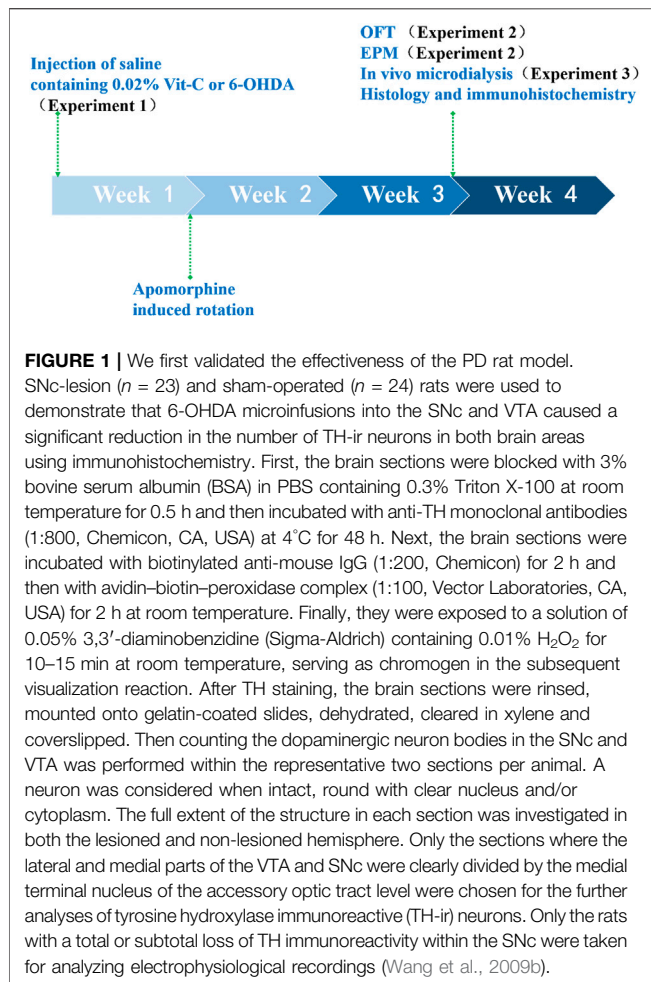 OFT（Experiment 2）
EPM（Experiment 2）
In vivo microdialysis（Experiment 3）
Histology and immunohistochemistry
Injection of saline
containing 0.02% Vit-C or 6-OHDA
（Experiment 1）
Week 1
Week 2
Week 3
Week 4
Apomorphine
induced rotation
FIGURE 1 | We first validated the effectiveness of the PD rat model.
SNc-lesion (n = 23) and sham-operated (n = 24) rats were used to
demonstrate that 6-OHDA microinfusions into the SNc and VTA caused a
significant reduction in the number of TH-ir neurons in both brain areas
using immunohistochemistry. First, the brain sections were blocked with 3%
bovine serum albumin (BSA) in PBS containing 0.3% Triton X-100 at room
temperature for 0.5 h and then incubated with anti-TH monoclonal antibodies
(1:800, Chemicon, CA, USA) at 4°C for 48 h. Next, the brain sections were
incubated with biotinylated anti-mouse IgG (1:200, Chemicon) for 2 h and
then with avidin–biotin–peroxidase complex (1:100, Vector Laboratories, CA,
USA) for 2 h at room temperature. Finally, they were exposed to a solution of
0.05% 3,3′-diaminobenzidine (Sigma-Aldrich) containing 0.01% H₂O₂ for
10–15 min at room temperature, serving as chromogen in the subsequent
visualization reaction. After TH staining, the brain sections were rinsed,
mounted onto gelatin-coated slides, dehydrated, cleared in xylene and
coverslipped. Then counting the dopaminergic neuron bodies in the SNc and
VTA was performed within the representative two sections per animal. A
neuron was considered when intact, round with clear nucleus and/or
cytoplasm. The full extent of the structure in each section was investigated in
both the lesioned and non-lesioned hemisphere. Only the sections where the
lateral and medial parts of the VTA and SNc were clearly divided by the medial
terminal nucleus of the accessory optic tract level were chosen for the further
analyses of tyrosine hydroxylase immunoreactive (TH-ir) neurons. Only the rats
with a total or subtotal loss of TH immunoreactivity within the SNc were taken
for analyzing electrophysiological recordings (Wang et al., 2009b).